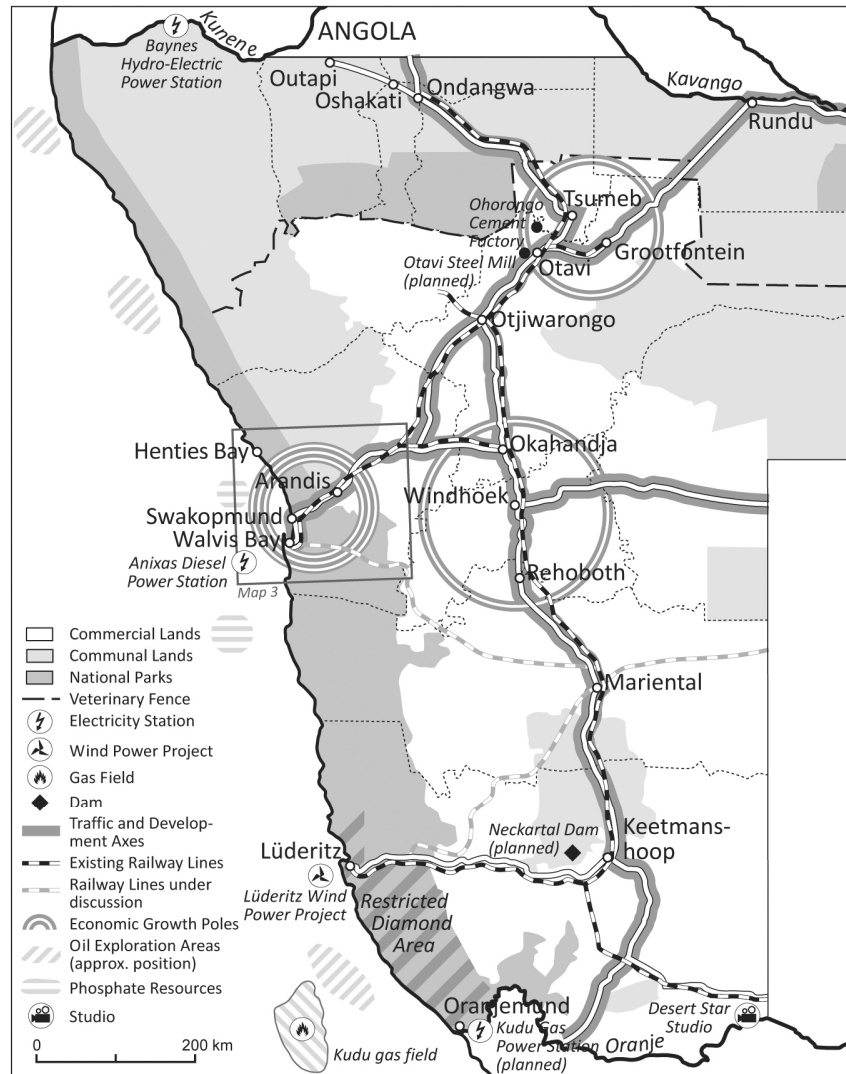 ANGOLA
Kunene
Baynes
Hydro-Electric
Power Station
Outapi
Oshakati
Ondangwa
Kavango
Rundu
Tsumeb
Ohorongo
Cement
Factory
Grootfontein
Otavi
Otavi Steel Mill
(planned)
Otjiwarongo
Henties Bay
Okahandja
Arandis
Windhoek
Swakopmund
Walvis Bay
Anixas Diesel
Power Station
Map 3
Rehoboth
Mariental
Commercial Lands
Communal Lands
National Parks
Veterinary Fence
Electricity Station
Wind Power Project
Gas Field
Dam
Traffic and Develop-
ment Axes
Existing Railway Lines
Railway Lines under
discussion
Economic Growth Poles
Oil Exploration Areas
(approx. position)
Phosphate Resources
Studio
0
200 km
Neckartal Dam
(planned)
Keetmans-
hoop
Lüderitz
Lüderitz Wind
Power Project
Restricted
Diamond
Area
Oranjemund
Kudu Gas
Power Station
(planned)
Oranje
Desert Star
Studio
Kudu gas field